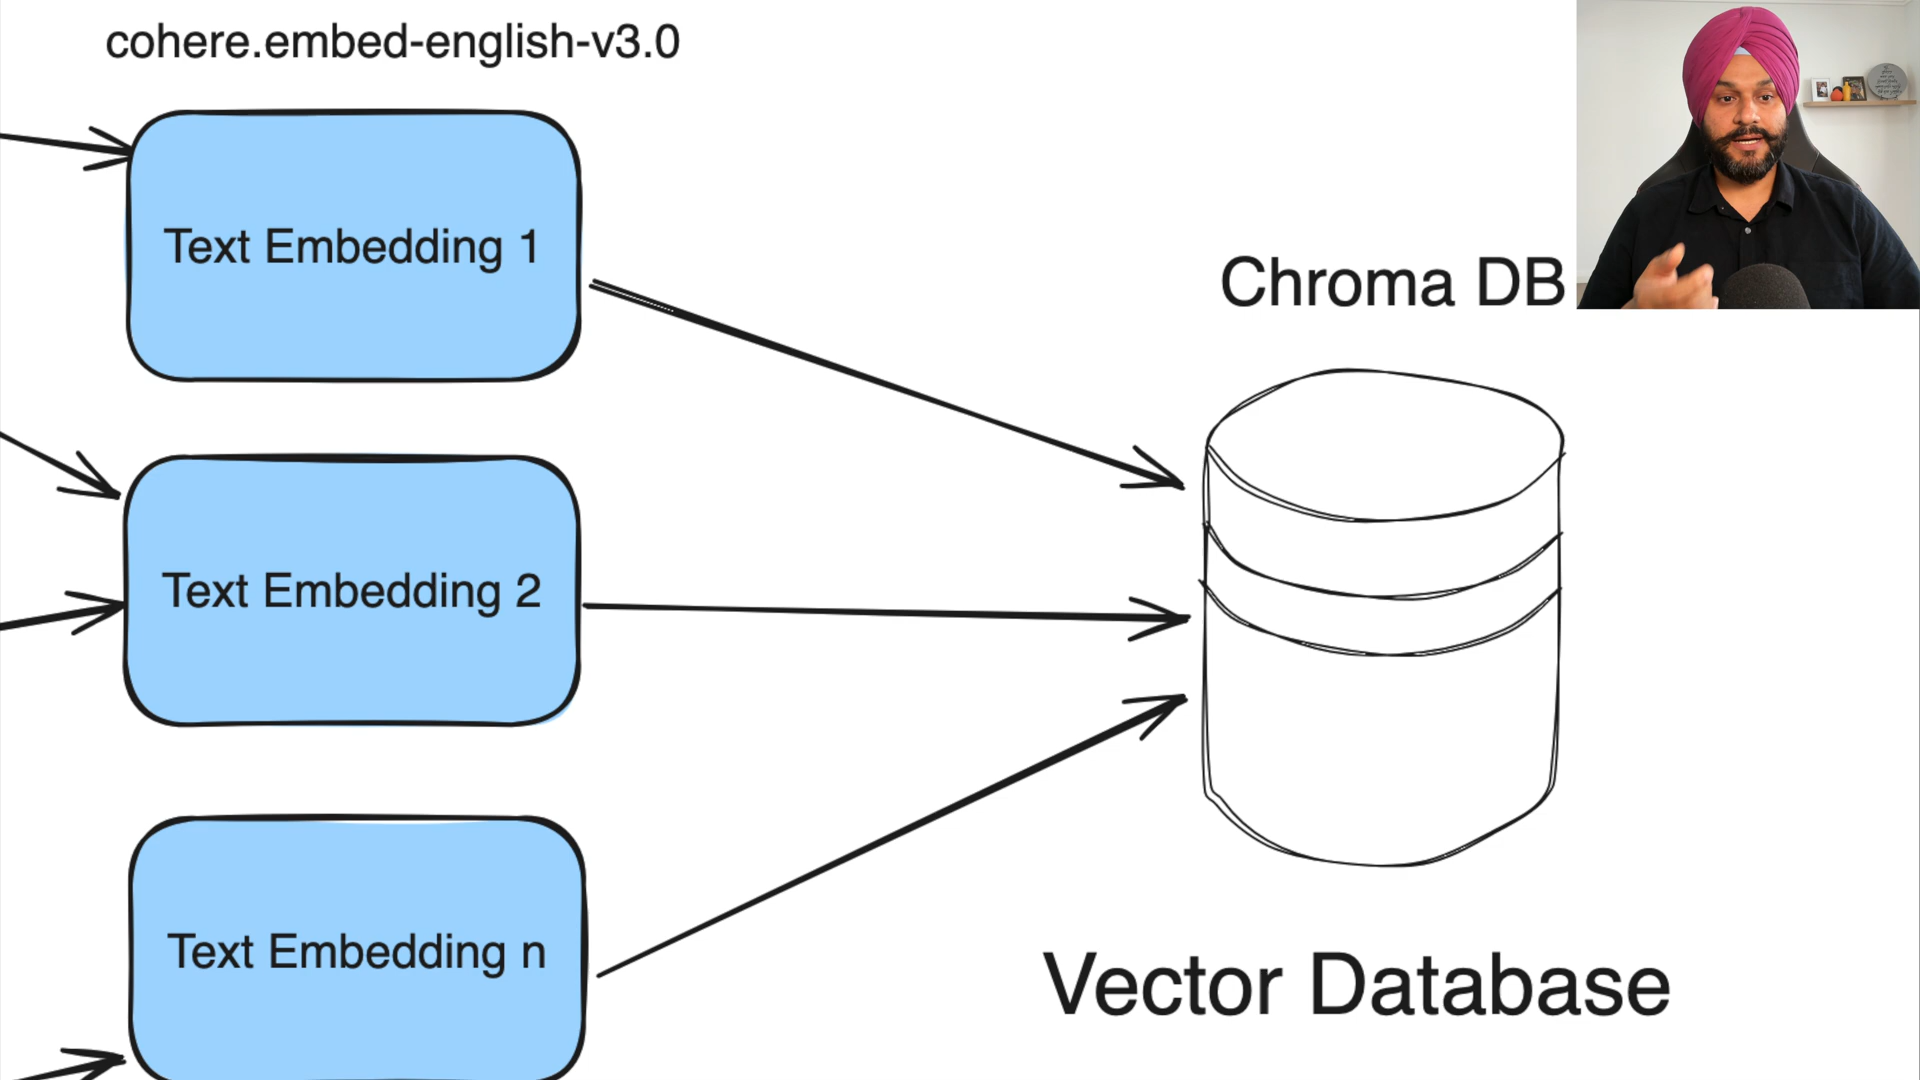 cohere.embed-english-v3.0
Text Embedding 1
Chroma DB
Text Embedding 2
Text Embedding n
Vector Database